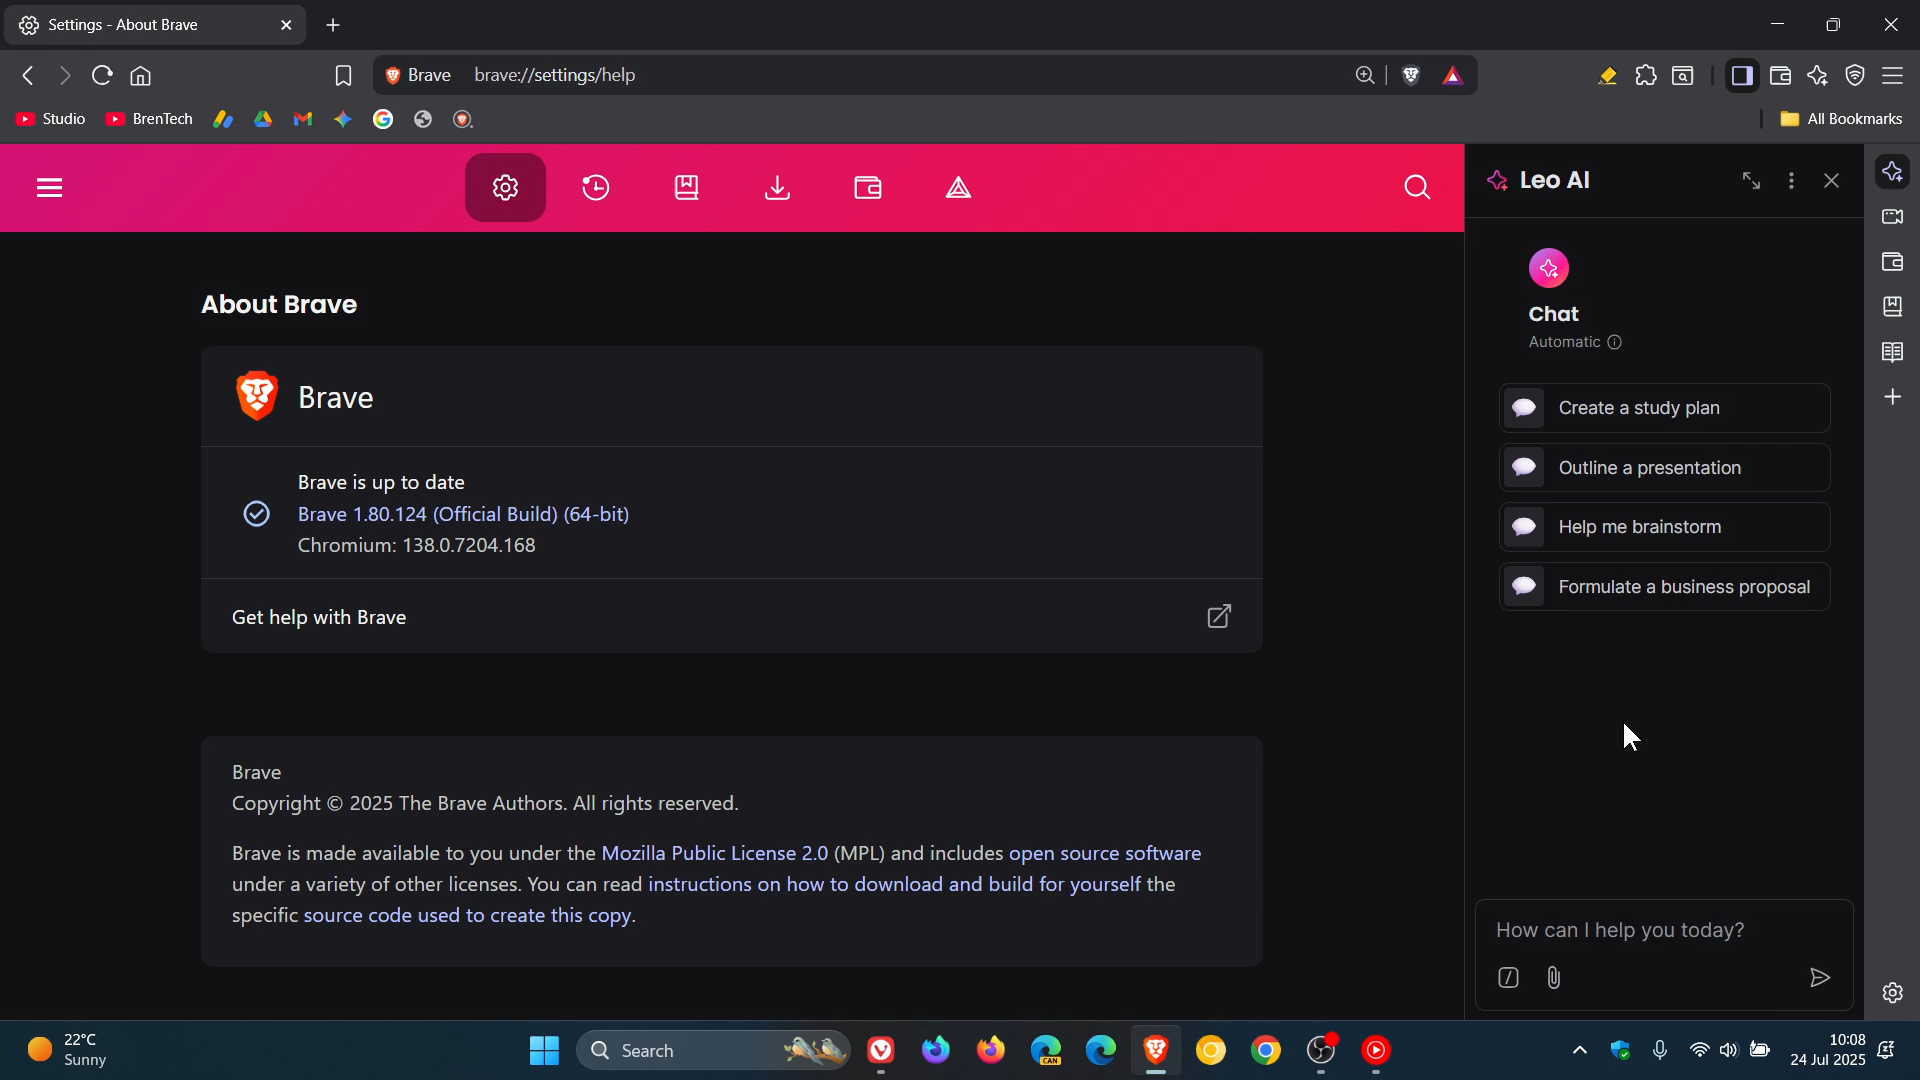 Settings - About Brave
Brave
brave://settings/help
Studio
BrenTech
All Bookmarks
Leo AI
About Brave
Chat
Automatic
Brave
Create a study plan
Brave is up to date
Brave 1.80.124 (Official Build) (64-bit)
Chromium: 138.0.7204.168
Outline a presentation
Help me brainstorm
Formulate a business proposal
Get help with Brave
Brave
Copyright © 2025 The Brave Authors. All rights reserved.
Brave is made available to you under the Mozilla Public License 2.0 (MPL) and includes open source software
under a variety of other licenses. You can read instructions on how to download and build for yourself the
specific source code used to create this copy.
How can I help you today?
22°C
Sunny
Search
CAN
10:08
24 Jul 2025